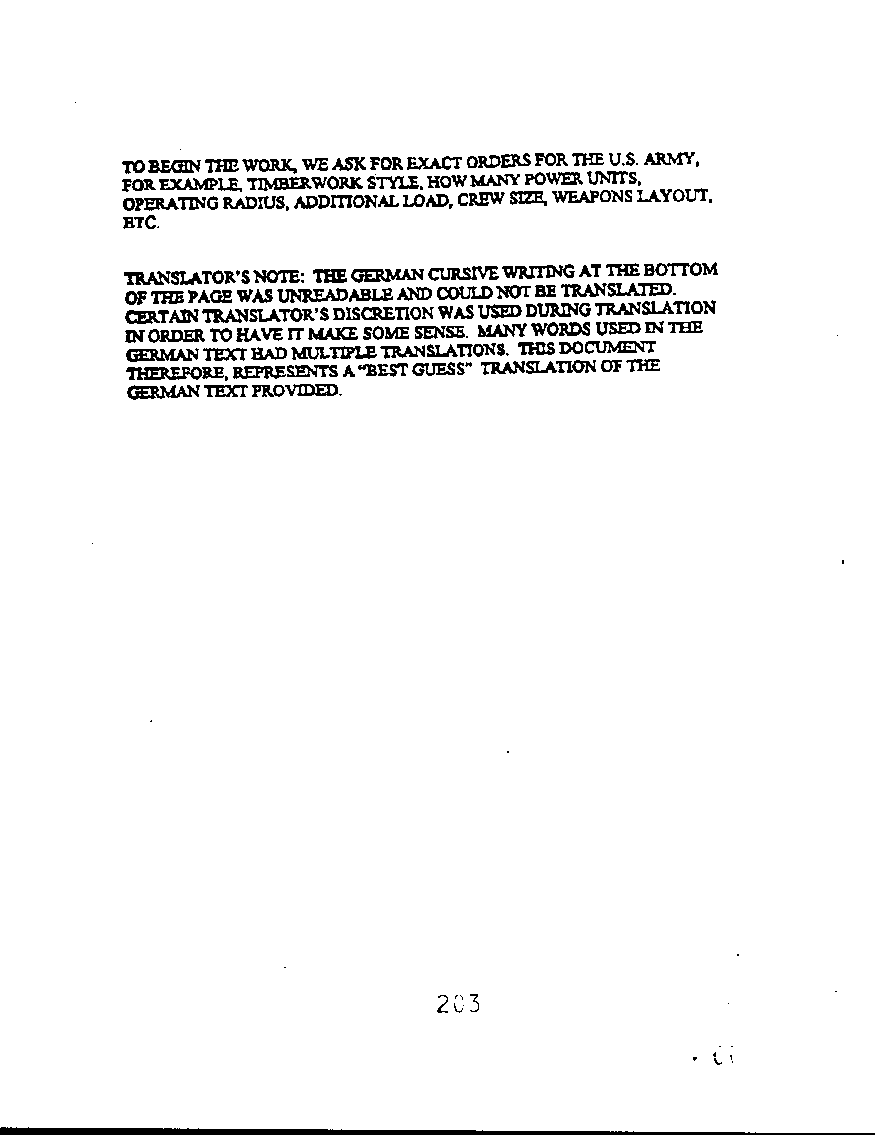 TO BEGIN THE WORK, WE ASK FOR EXACT ORDERS FOR THE U.S. ARMY,
FOR EXAMPLE, TIMBERWORK STYLE, HOW MANY POWER UNITS,
OPERATING RADIUS, ADDITIONAL LOAD, CREW SIZE, WEAPONS LAYOUT,
ETC.
TRANSLATOR'S NOTE: THE GERMAN CURSIVE WRITING AT THE BOTTOM
OF THE PAGE WAS UNREADABLE AND COULD NOT BE TRANSLATED.
CERTAIN TRANSLATOR'S DISCRETION WAS USED DURING TRANSLATION
IN ORDER TO HAVE IT MAKE SOME SENSE. MANY WORDS USED IN THE
GERMAN TEXT HAD MULTIPLE TRANSLATIONS. THIS DOCUMENT
THEREFORE, REPRESENTS A "BEST GUESS" TRANSLATION OF THE
GERMAN TEXT PROVIDED.
203